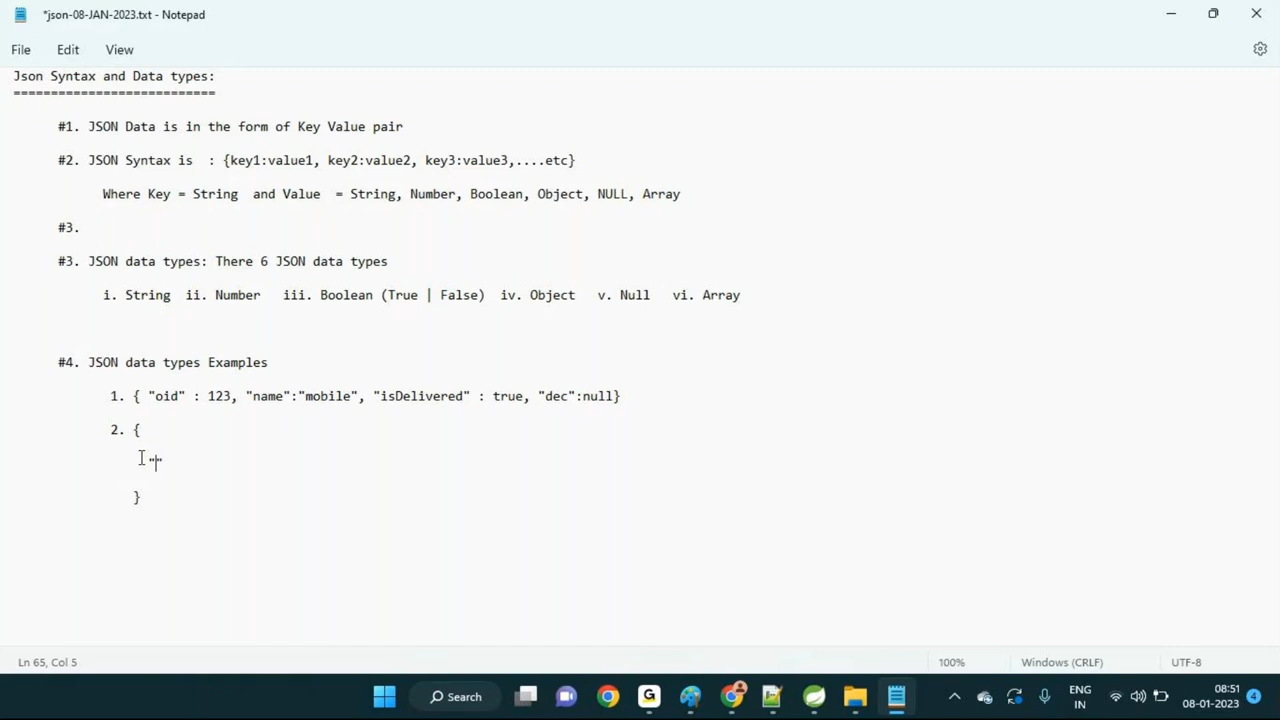 *json-08-JAN-2023.txt - Notepad
File Edit View
Json Syntax and Data types:
===========================
#1. JSON Data is in the form of Key Value pair
#2. JSON Syntax is : {key1:value1, key2:value2, key3:value3,....etc}
Where Key = String and Value = String, Number, Boolean, Object, NULL, Array
#3.
#3. JSON data types: There 6 JSON data types
i. String ii. Number iii. Boolean (True | False) iv. Object v. Null vi. Array
#4. JSON data types Examples
1. { "oid" : 123, "name":"mobile", "isDelivered" : true, "dec":null}
2. {
""
}
Ln 65, Col 5 100% Windows (CRLF) UTF-8
Search
ENG
IN
08:51
08-01-2023
4